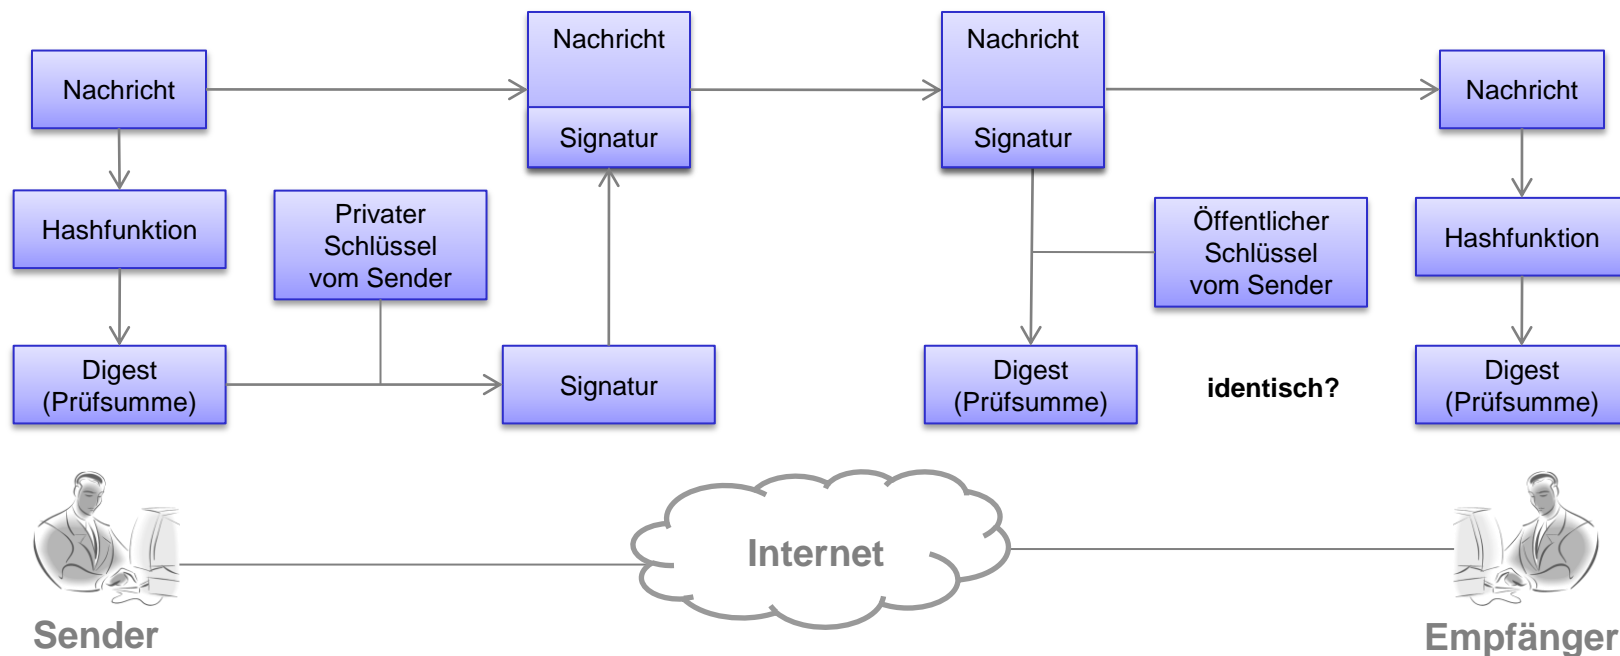 Nachricht
Hashfunktion
Digest
(Prüfsumme)
Privater
Schlüssel
vom Sender
Nachricht
Signatur
Signatur
Nachricht
Signatur
Öffentlicher
Schlüssel
vom Sender
Digest
(Prüfsumme)
identisch?
Nachricht
Hashfunktion
Digest
(Prüfsumme)
Sender
Internet
Empfänger